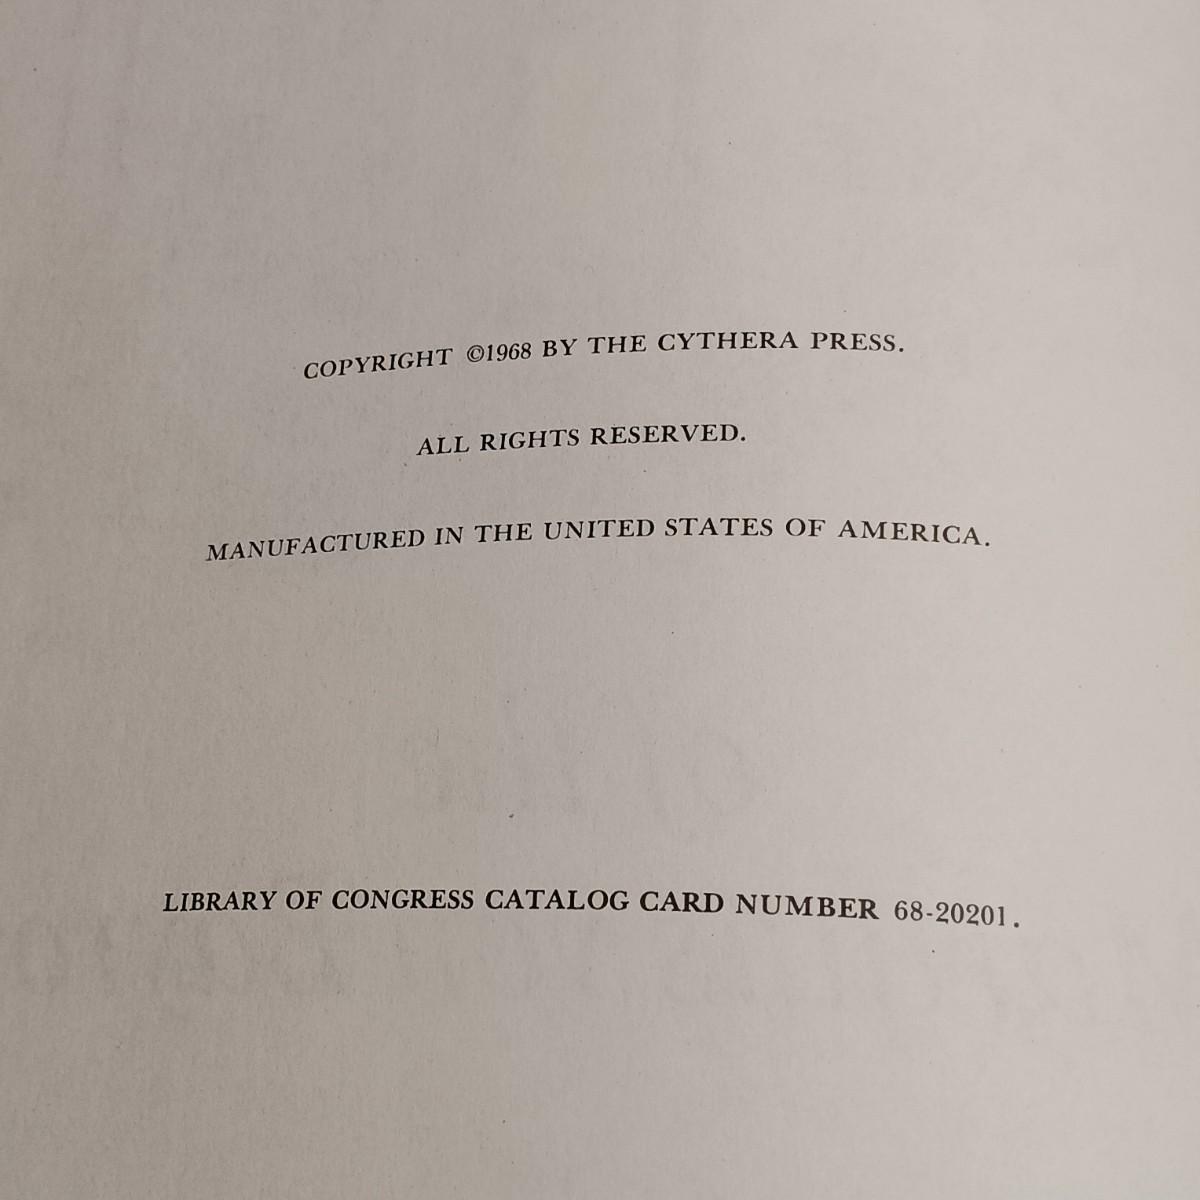 COPYRIGHT ©1968 BY THE CYTHERA PRESS.
ALL RIGHTS RESERVED.
MANUFACTURED IN THE UNITED STATES OF AMERICA.
LIBRARY OF CONGRESS CATALOG CARD NUMBER 68-20201.